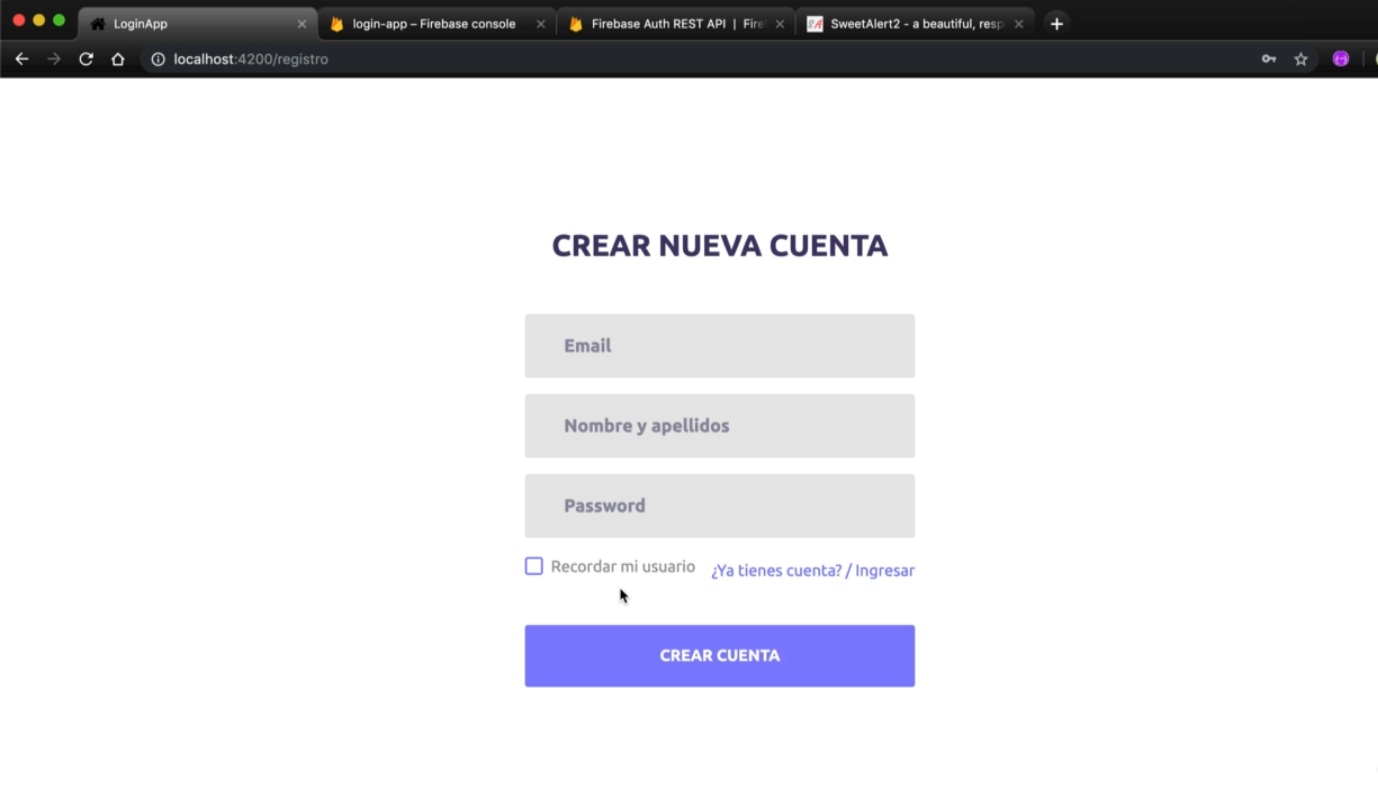 LoginApp
login-app – Firebase console
Firebase Auth REST API | Fire
SweetAlert2 - a beautiful, resp
localhost:4200/registro
CREAR NUEVA CUENTA
Email
Nombre y apellidos
Password
Recordar mi usuario
¿Ya tienes cuenta? / Ingresar
CREAR CUENTA